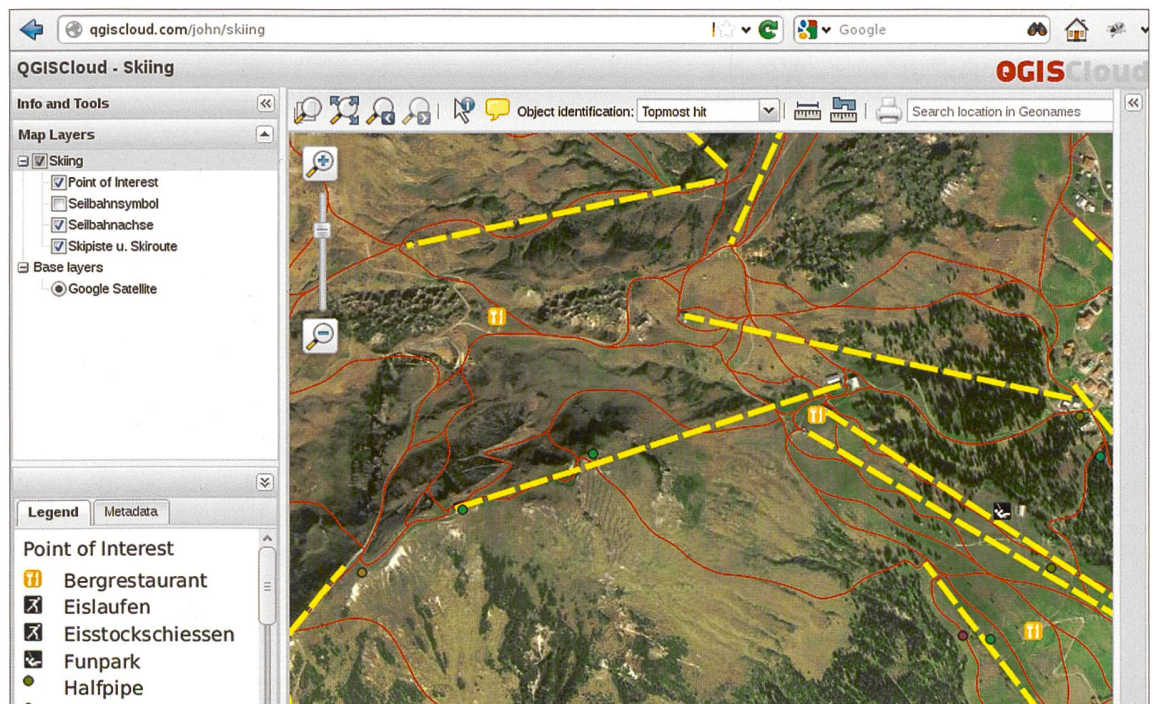 qgiscloud.com/john/skiing
Google
QGISCloud - Skiing
QGISCloud
Info and Tools
Object identification: Topmost hit
Search location in Geonames
Map Layers
Skiing
Point of Interest
Seilbahnsymbol
Seilbahnachse
Skipiste u. Skiroute
Base layers
Google Satellite
Legend Metadata
Point of Interest
Bergrestaurant
Eislaufen
Eisstockschiessen
Funpark
Halfpipe